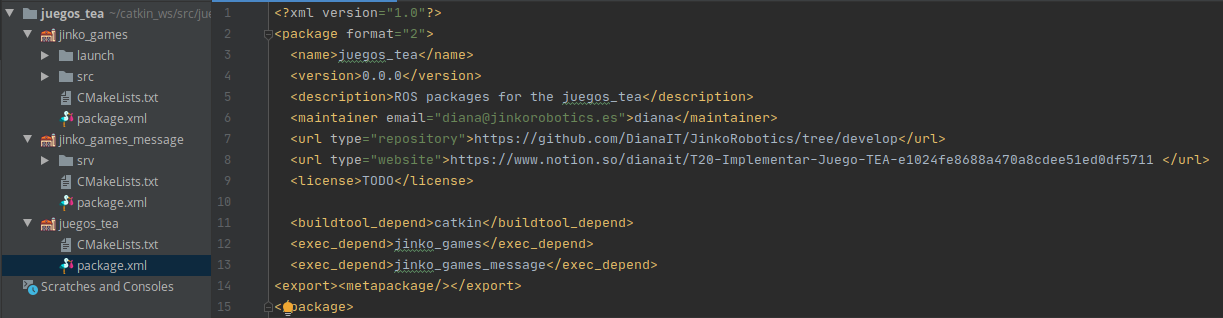 juegos_tea ~/catkin_ws/src/jue
jinko_games
launch
src
CMakeLists.txt
package.xml
jinko_games_message
srv
CMakeLists.txt
package.xml
juegos_tea
CMakeLists.txt
package.xml
Scratches and Consoles
1 <?xml version="1.0"?>
2 <package format="2">
3 <name>juegos_tea</name>
4 <version>0.0.0</version>
5 <description>ROS packages for the juegos_tea</description>
6 <maintainer email="diana@jinkorobotics.es">diana</maintainer>
7 <url type="repository">https://github.com/DianaIT/JinkoRobotics/tree/develop</url>
8 <url type="website">https://www.notion.so/dianait/T20-Implementar-Juego-TEA-e1024fe8688a470a8cdee51ed0df5711 </url>
9 <license>TODO</license>
10
11 <buildtool_depend>catkin</buildtool_depend>
12 <exec_depend>jinko_games</exec_depend>
13 <exec_depend>jinko_games_message</exec_depend>
14 <export><metapackage/></export>
15 < package>